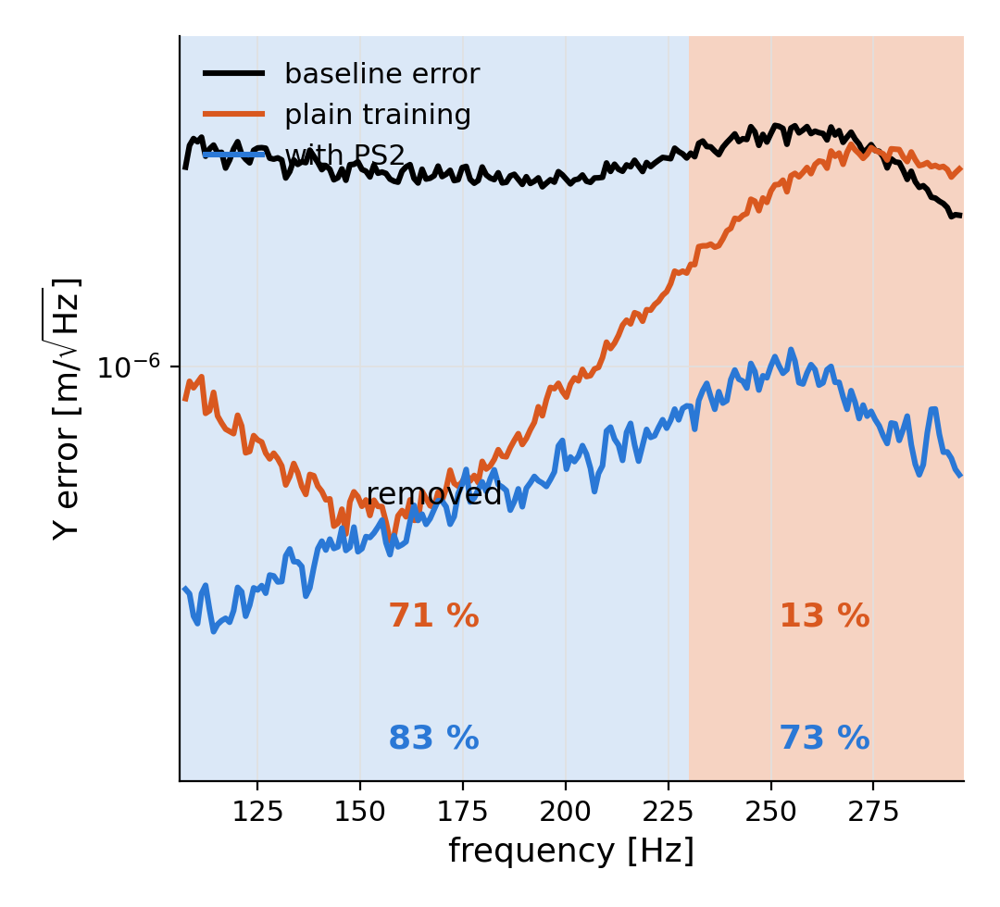 baseline error
plain training
with PS2
Y error [m/√Hz]
10⁻⁶
removed
71 %
13 %
83 %
73 %
125 150 175 200 225 250 275
frequency [Hz]